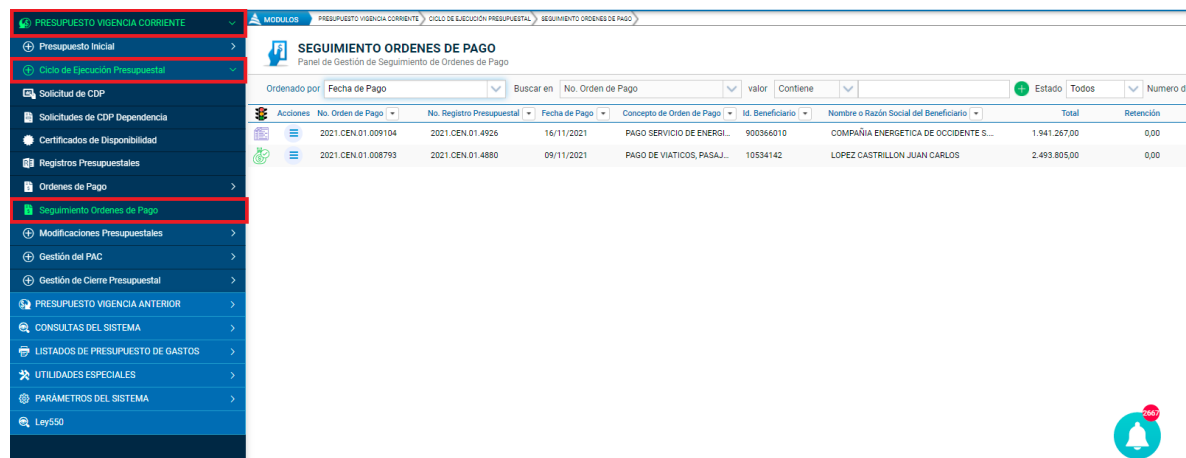 PRESUPUESTO VIGENCIA CORRIENTE
Presupuesto Inicial
Ciclo de Ejecución Presupuestal
Solicitud de CDP
Solicitudes de CDP Dependencia
Certificados de Disponibilidad
Registros Presupuestales
Ordenes de Pago
Seguimiento Ordenes de Pago
Modificaciones Presupuestales
Gestión del PAC
Gestión de Cierre Presupuestal
PRESUPUESTO VIGENCIA ANTERIOR
CONSULTAS DEL SISTEMA
LISTADOS DE PRESUPUESTO DE GASTOS
UTILIDADES ESPECIALES
PARÁMETROS DEL SISTEMA
Ley550
MODULOS PRESUPUESTO VIGENCIA CORRIENTE CICLO DE EJECUCIÓN PRESUPUESTAL SEGUIMIENTO ORDENES DE PAGO
SEGUIMIENTO ORDENES DE PAGO
Panel de Gestión de Seguimiento de Ordenes de Pago
Ordenado por Fecha de Pago Buscar en No. Orden de Pago valor Contiene Estado Todos Numero d
Acciones No. Orden de Pago No. Registro Presupuestal Fecha de Pago Concepto de Orden de Pago Id. Beneficiario Nombre o Razón Social del Beneficiario Total Retención
2021.CEN.01.009104 2021.CEN.01.4926 16/11/2021 PAGO SERVICIO DE ENERGI... 900366010 COMPAÑIA ENERGETICA DE OCCIDENTE S.... 1.941.267,00 0,00
2021.CEN.01.008793 2021.CEN.01.4880 09/11/2021 PAGO DE VIATICOS, PASAJ... 10534142 LOPEZ CASTRILLON JUAN CARLOS 2.493.805,00 0,00
2667